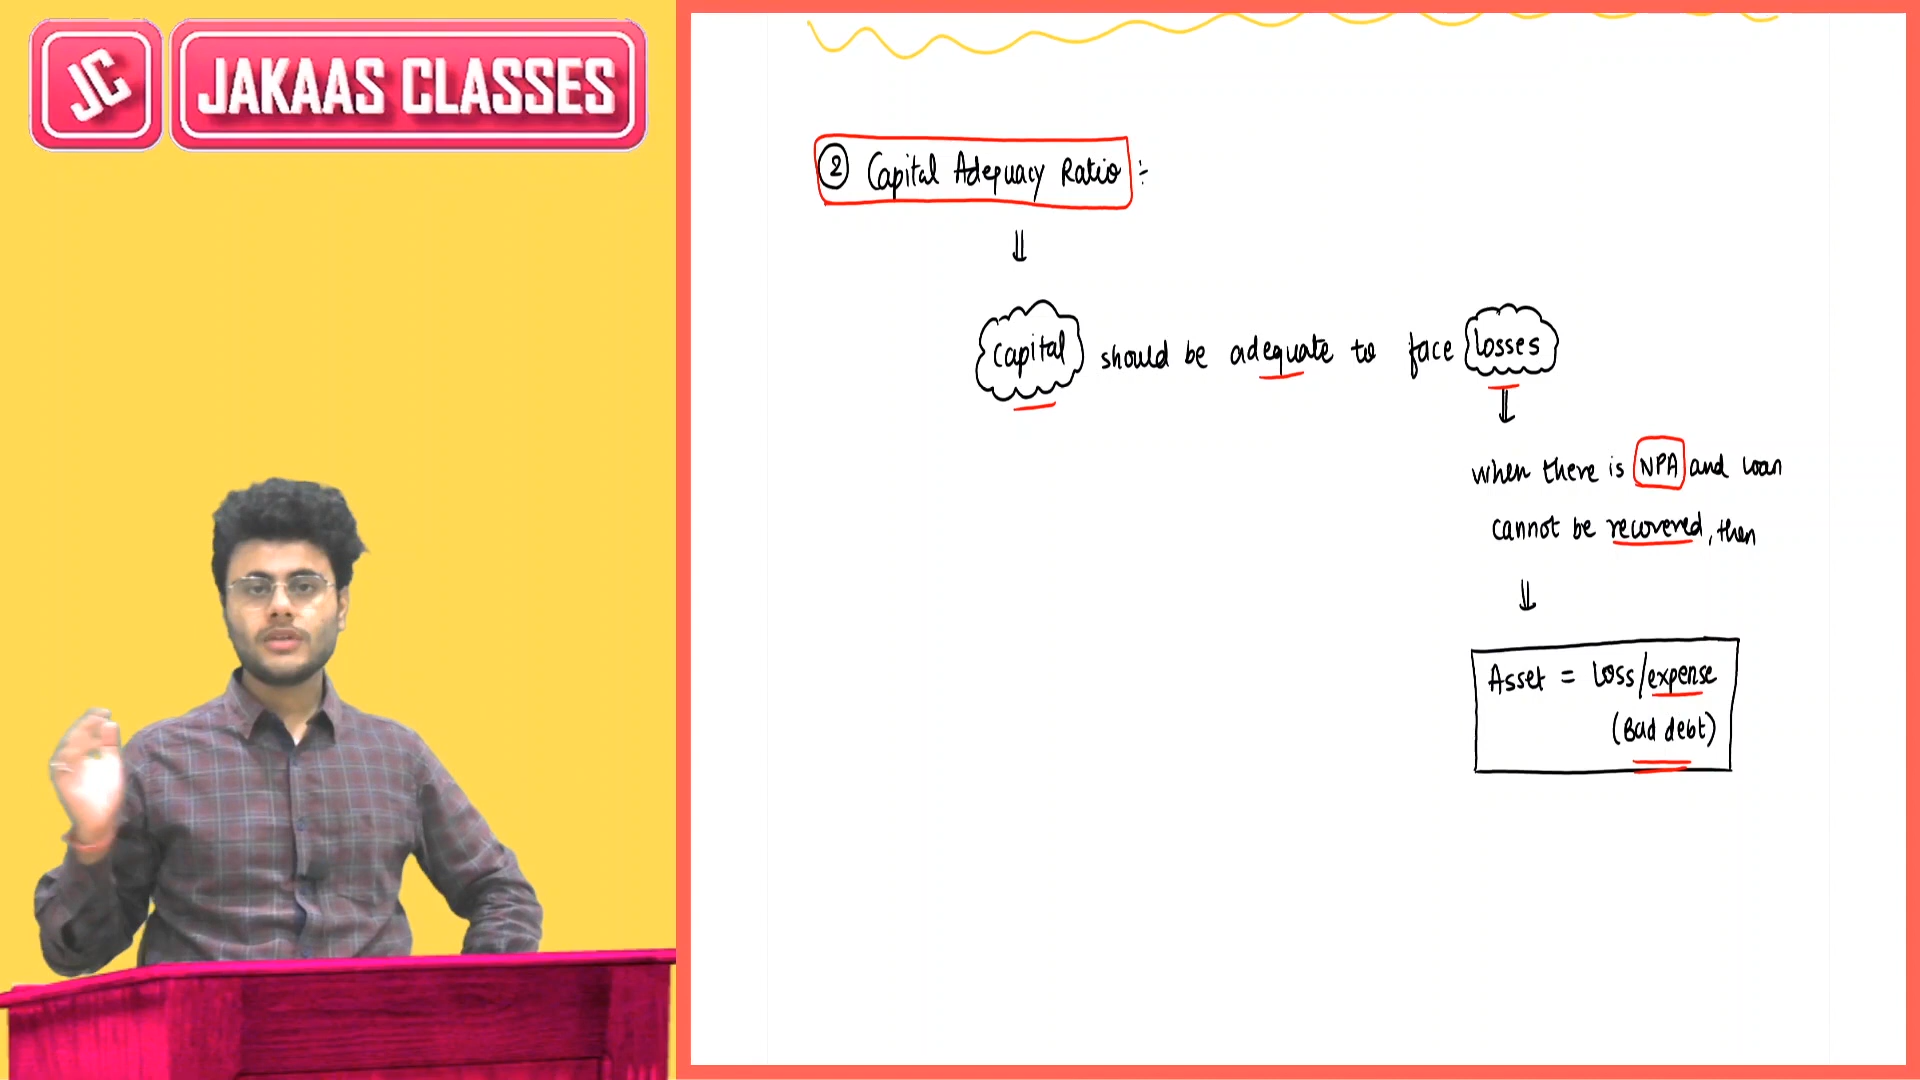 JC JAKAAS CLASSES
② Capital Adequacy Ratio :-
⇓
Capital should be adequate to face losses
⇓
when there is NPA and loan
cannot be recovered, then
⇓
Asset = Loss/expense
(Bad debt)